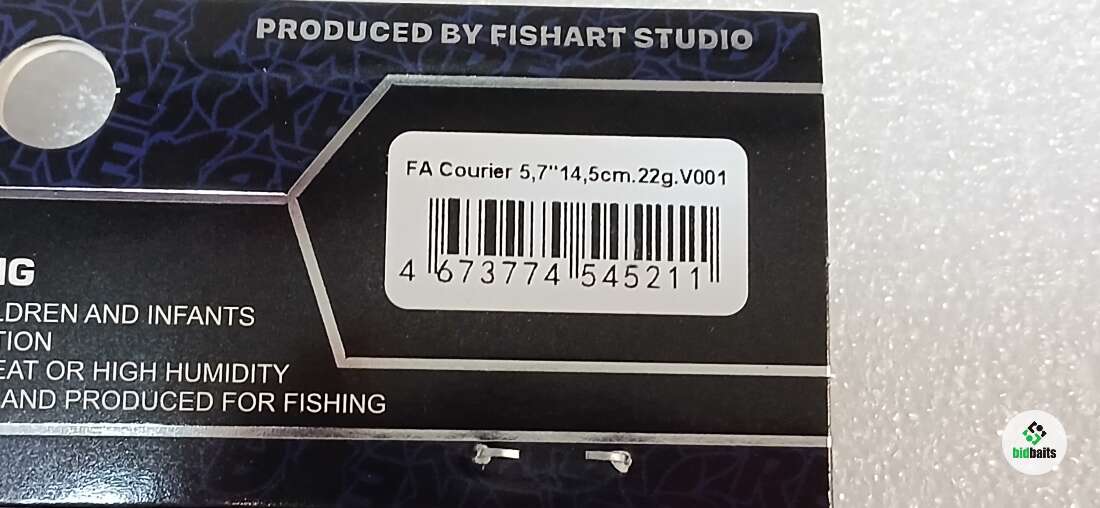 PRODUCED BY FISHART STUDIO
FA Courier 5,7"14,5cm.22g.V001
4 673774 545211
NG
LDREN AND INFANTS
TION
EAT OR HIGH HUMIDITY
AND PRODUCED FOR FISHING
bidbaits